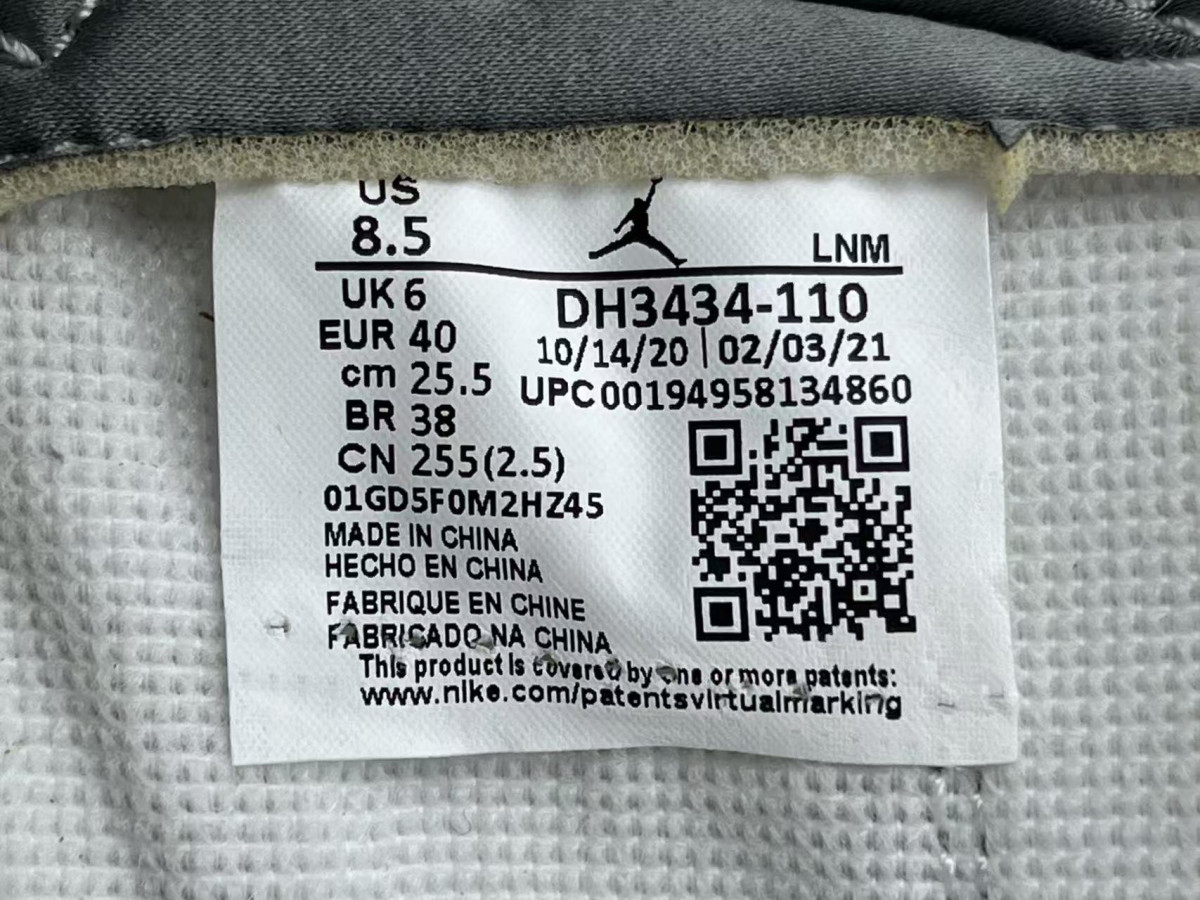 US
8.5
LNM
UK 6
DH3434-110
EUR 40
10/14/20 | 02/03/21
cm 25.5
UPC00194958134860
BR 38
CN 255(2.5)
01GD5F0M2HZ45
MADE IN CHINA
HECHO EN CHINA
FABRIQUE EN CHINE
FABRICADO NA CHINA
This product is covered by one or more patents:
www.nike.com/patentsvirtualmarking